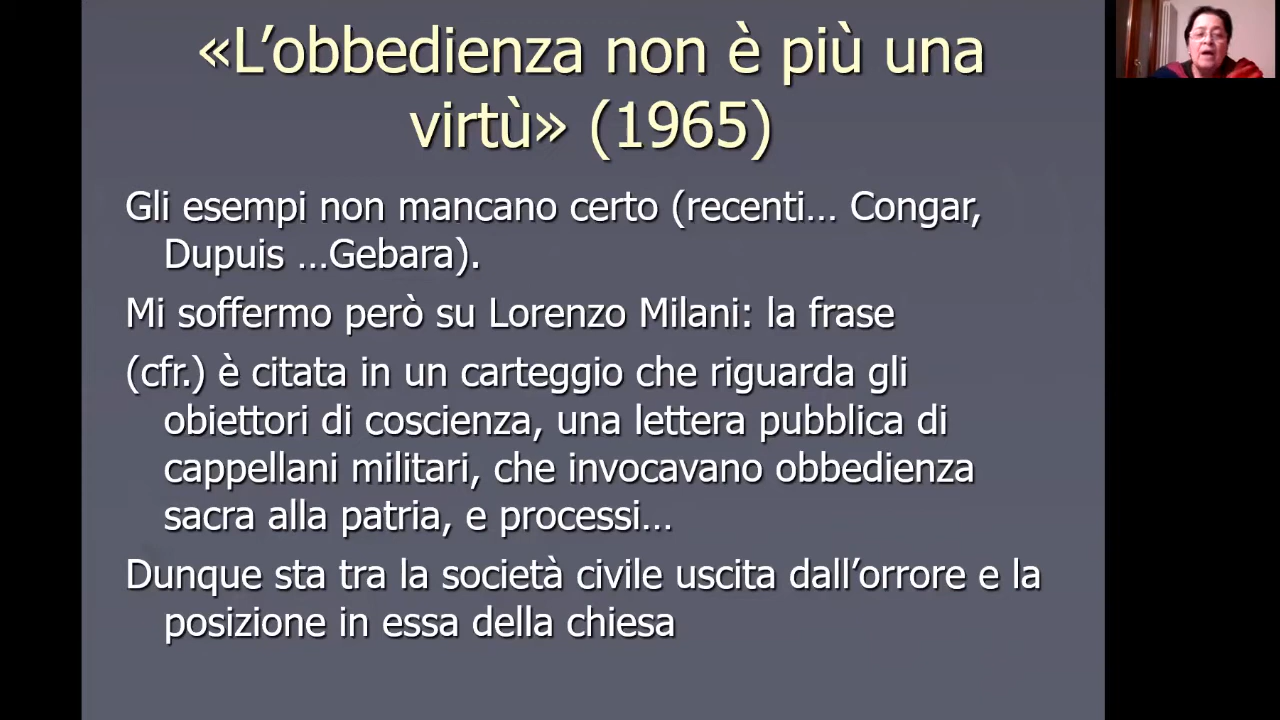 «L’obbedienza non è più una
virtù» (1965)
Gli esempi non mancano certo (recenti… Congar,
Dupuis …Gebara).
Mi soffermo però su Lorenzo Milani: la frase
(cfr.) è citata in un carteggio che riguarda gli
obiettori di coscienza, una lettera pubblica di
cappellani militari, che invocavano obbedienza
sacra alla patria, e processi…
Dunque sta tra la società civile uscita dall’orrore e la
posizione in essa della chiesa